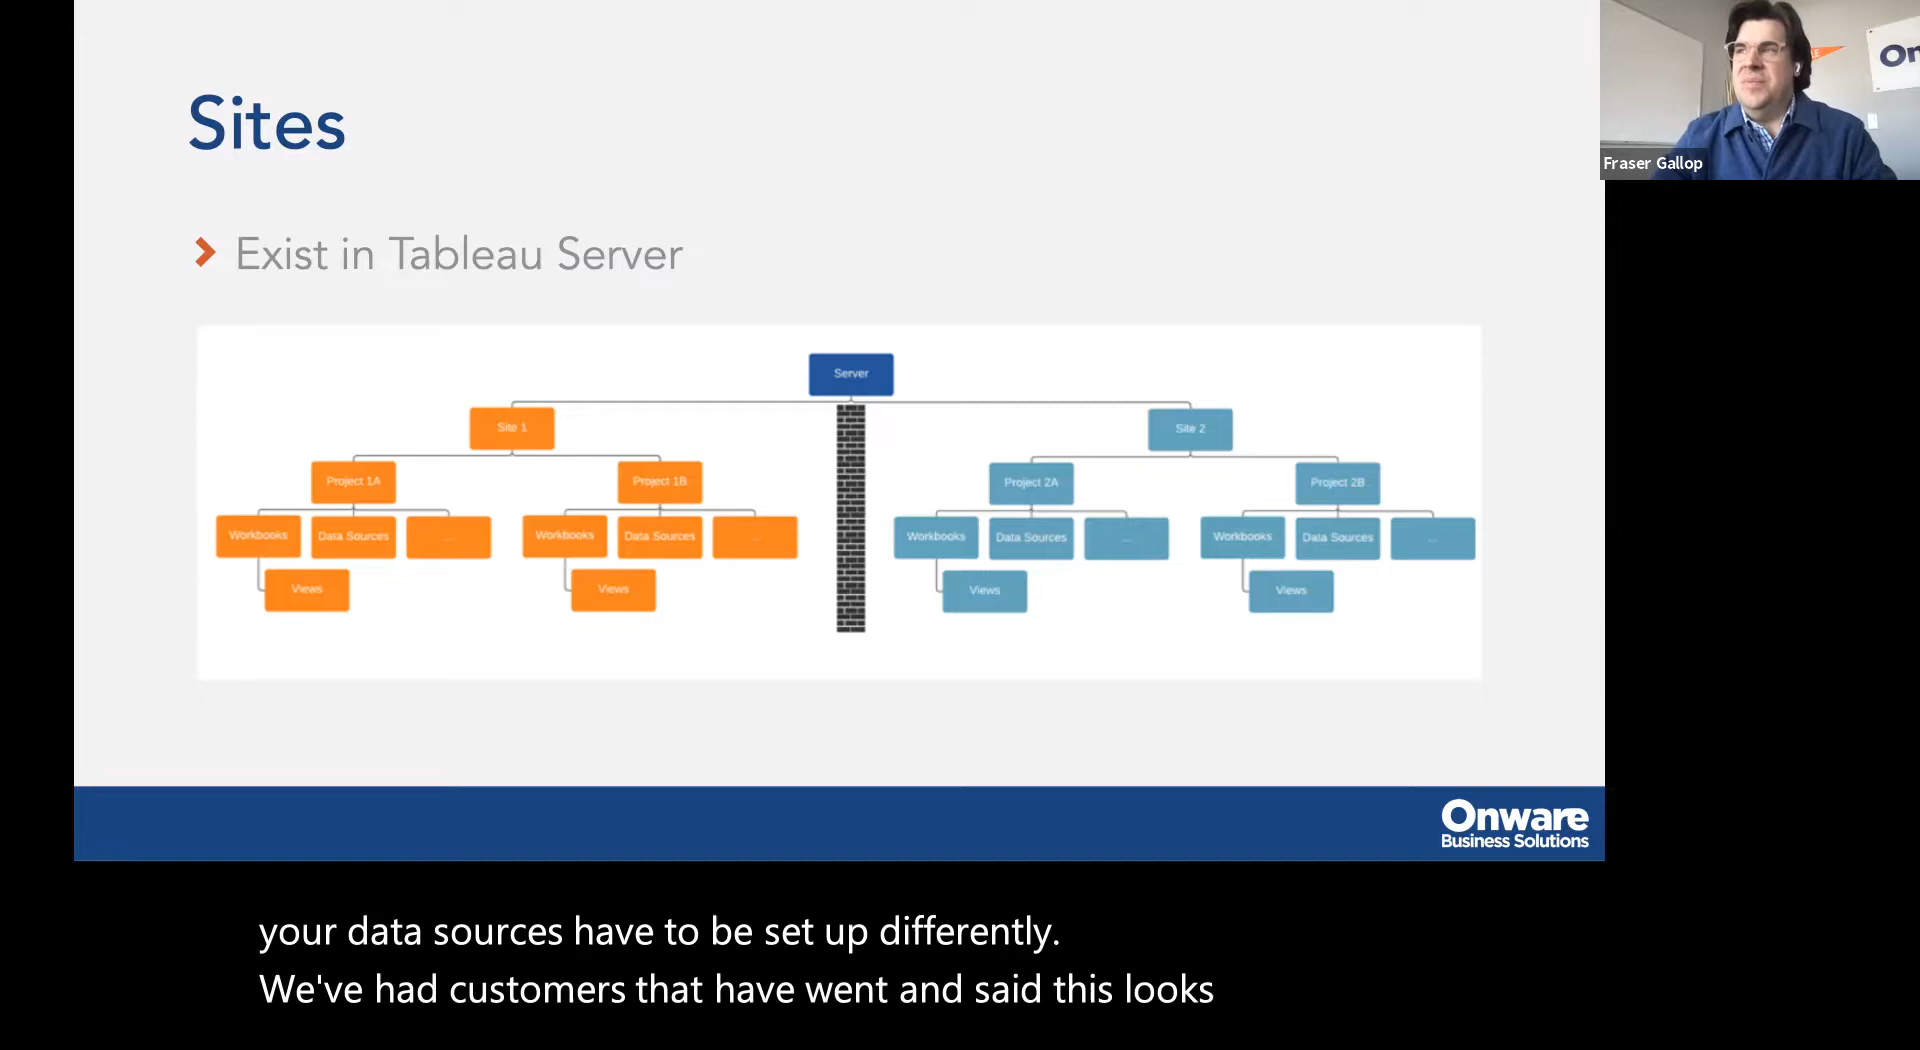 Sites
Exist in Tableau Server
Server
Site 1
Site 2
Project 1A
Project 1B
Project 2A
Project 2B
Workbooks
Data Sources
...
Workbooks
Data Sources
...
Workbooks
Data Sources
...
Workbooks
Data Sources
...
Views
Views
Views
Views
Onware
Business Solutions
On
Fraser Gallop
your data sources have to be set up differently.
We've had customers that have went and said this looks